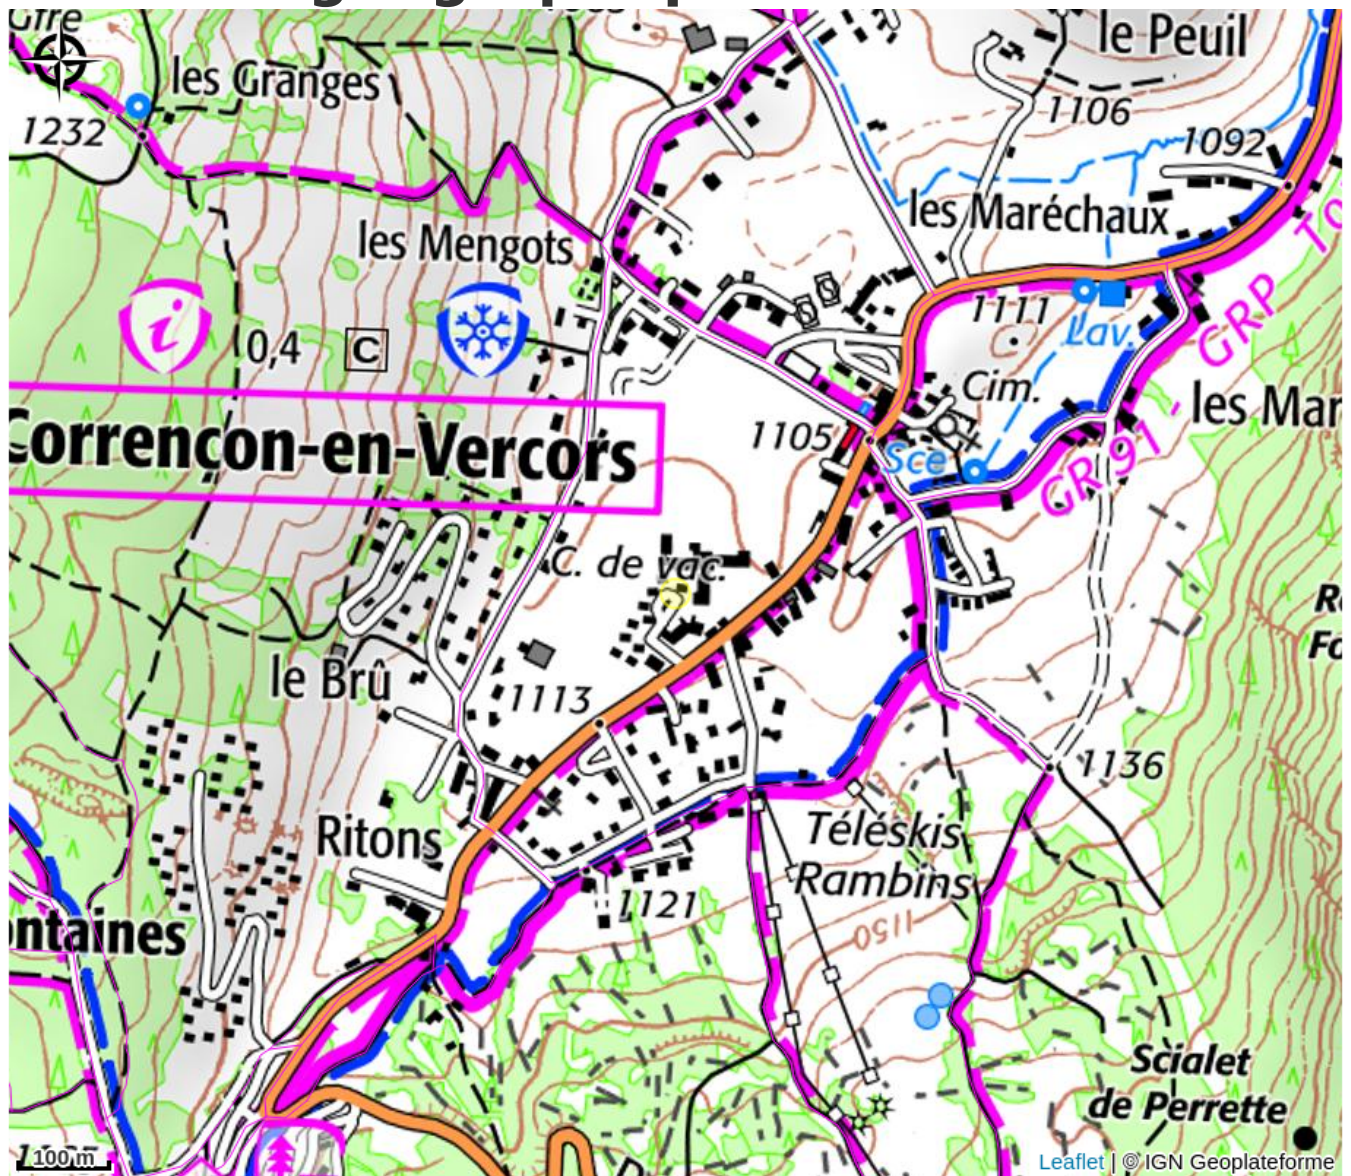 Gfre
les Granges
1232
le Peuil
1106
1092
les Maréchaux
les Mengots
0,4
C
i
1111
Lav.
GRP
Cim.
les Mar
Corrençon-en-Vercors
1105
Sce
GR 91
C. de vac.
le Brû
1113
1136
Ritons
Téléskis
Rambins
1121
ntaines
1150
Scialet
de Perrette
100 m
Leaflet | © IGN Geoplateforme